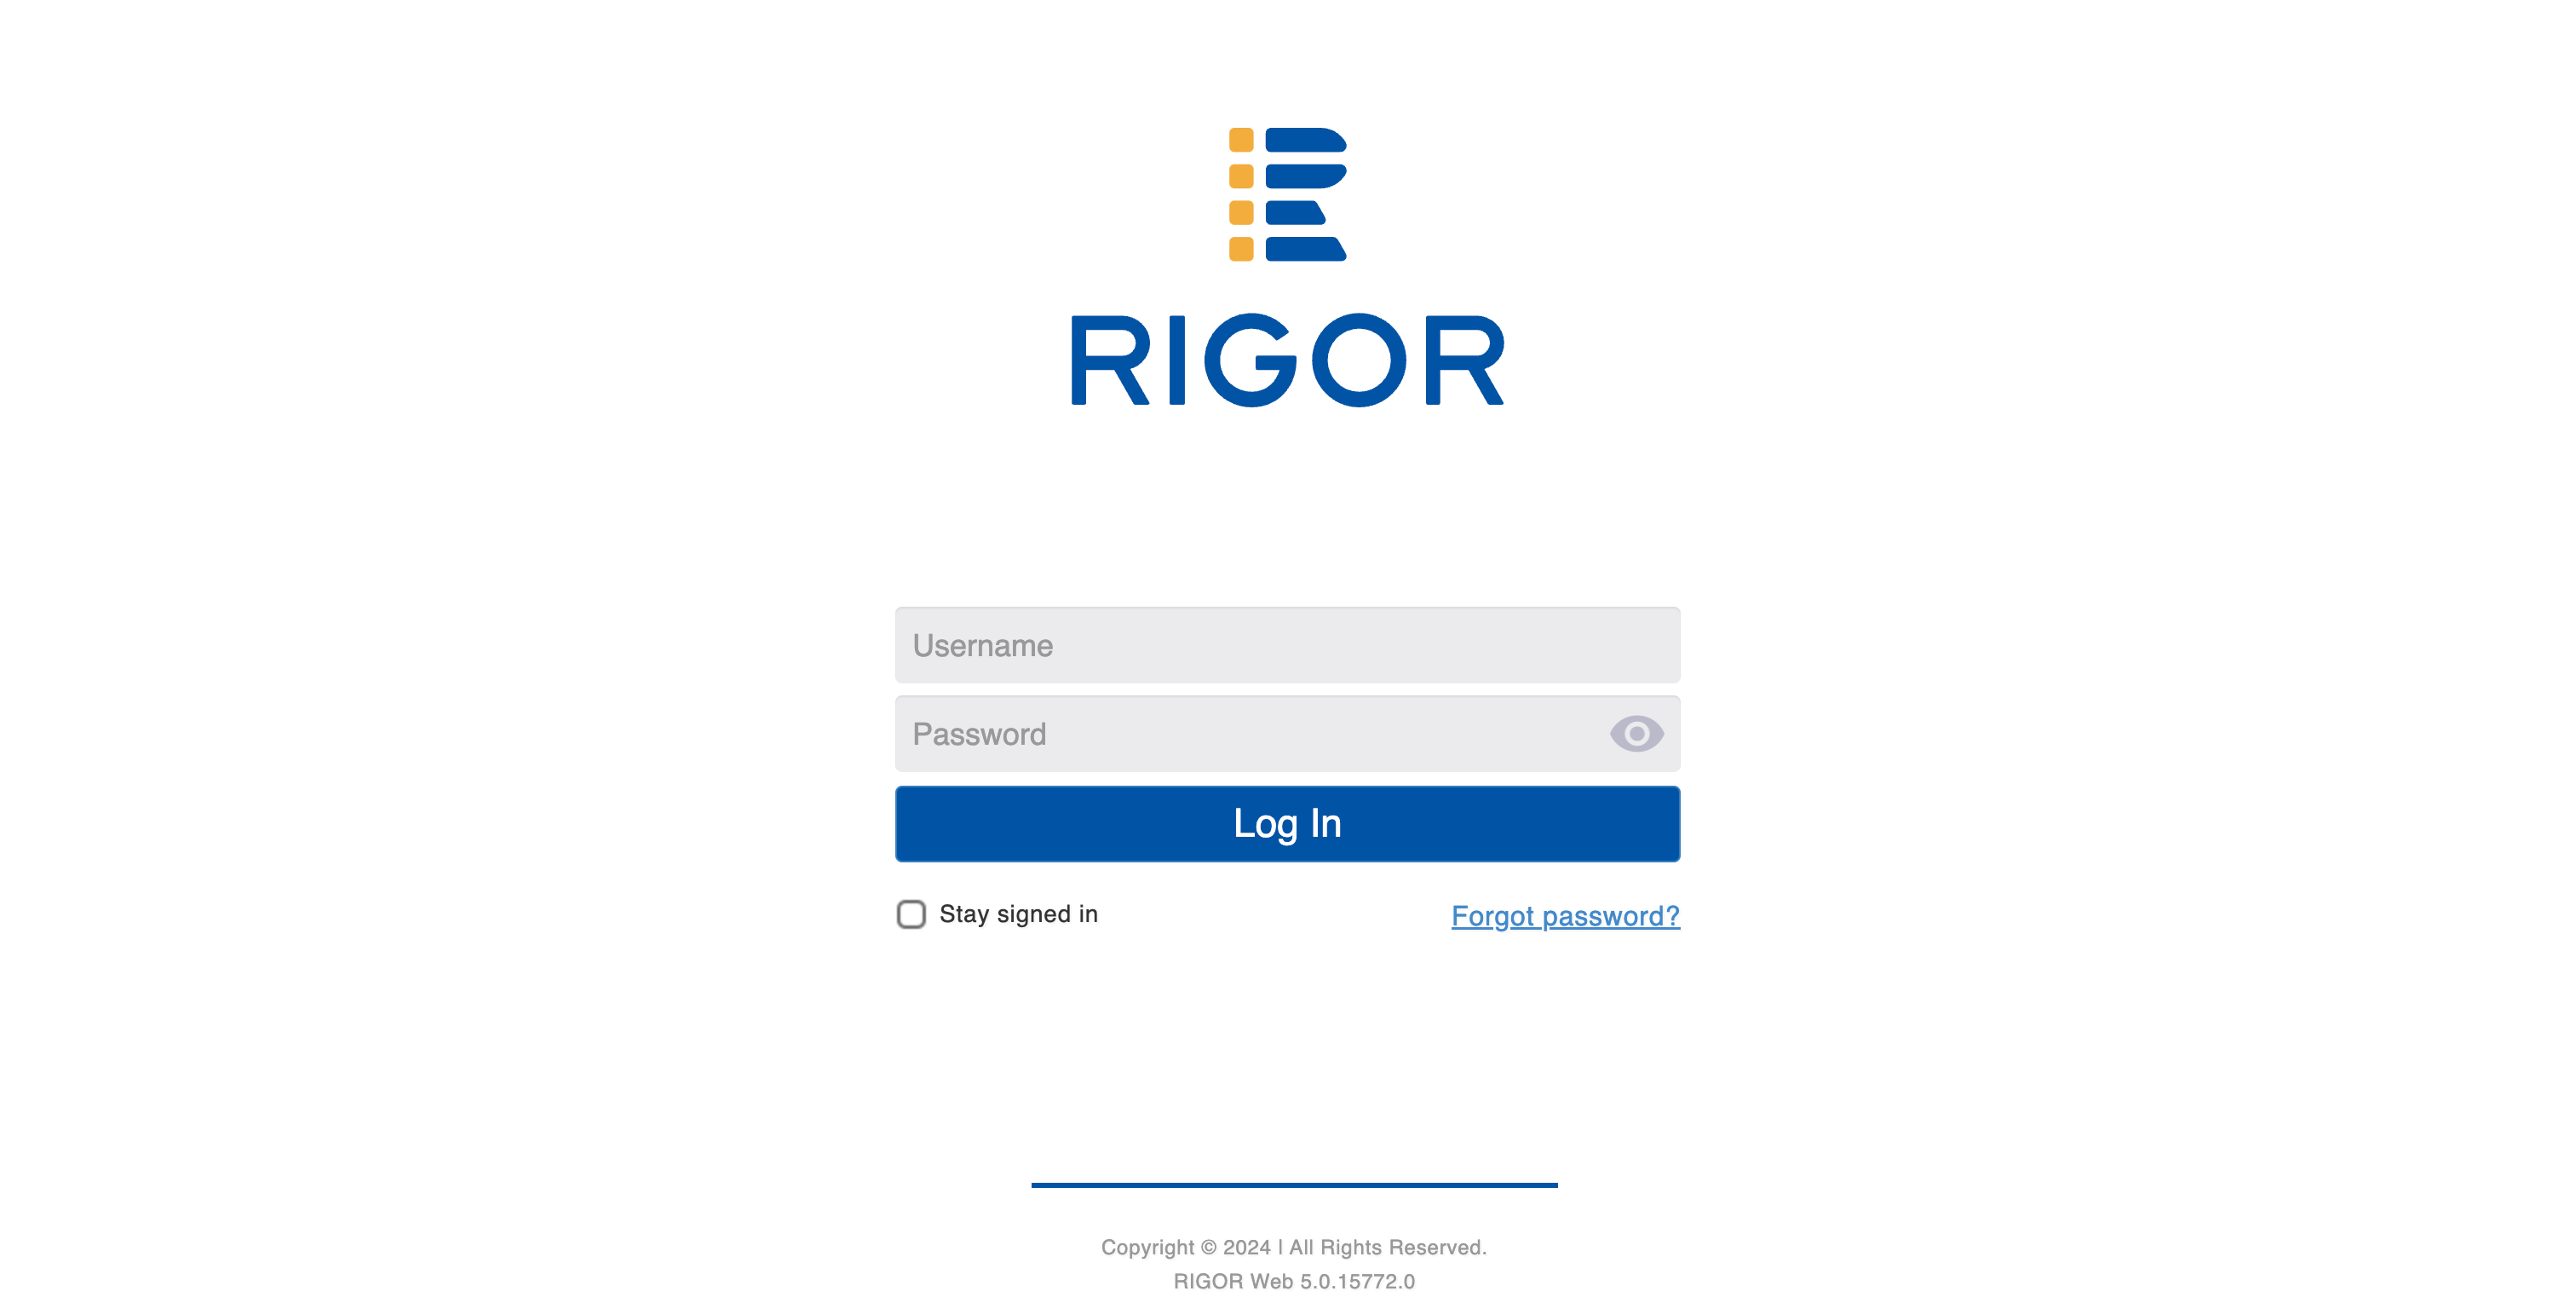 RIGOR
Username
Password
Log In
Stay signed in
Forgot password?
Copyright © 2024 | All Rights Reserved.
RIGOR Web 5.0.15772.0